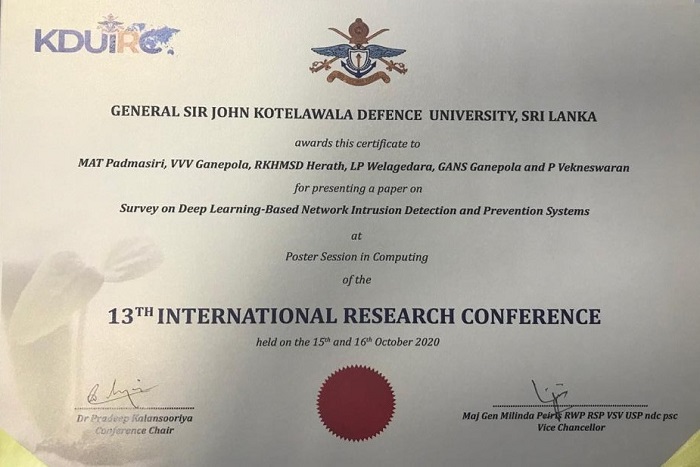 KDUIRC
GENERAL SIR JOHN KOTELAWALA DEFENCE UNIVERSITY, SRI LANKA
awards this certificate to
MAT Padmasiri, VVV Ganepola, RKHMSD Herath, LP Welagedara, GANS Ganepola and P Vekneswaran
for presenting a paper on
Survey on Deep Learning-Based Network Intrusion Detection and Prevention Systems
at
Poster Session in Computing
of the
13TH INTERNATIONAL RESEARCH CONFERENCE
held on the 15th and 16th October 2020
Dr Pradeep Kalansooriya
Conference Chair
Maj Gen Milinda Peiris RWP RSP VSV USP ndc psc
Vice Chancellor